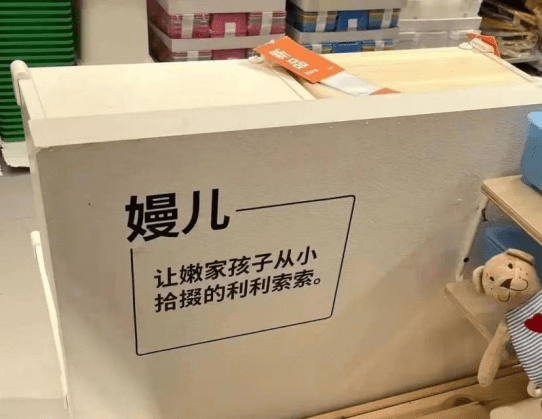 嫚儿
让嫩家孩子从小
拾掇的利利索索。